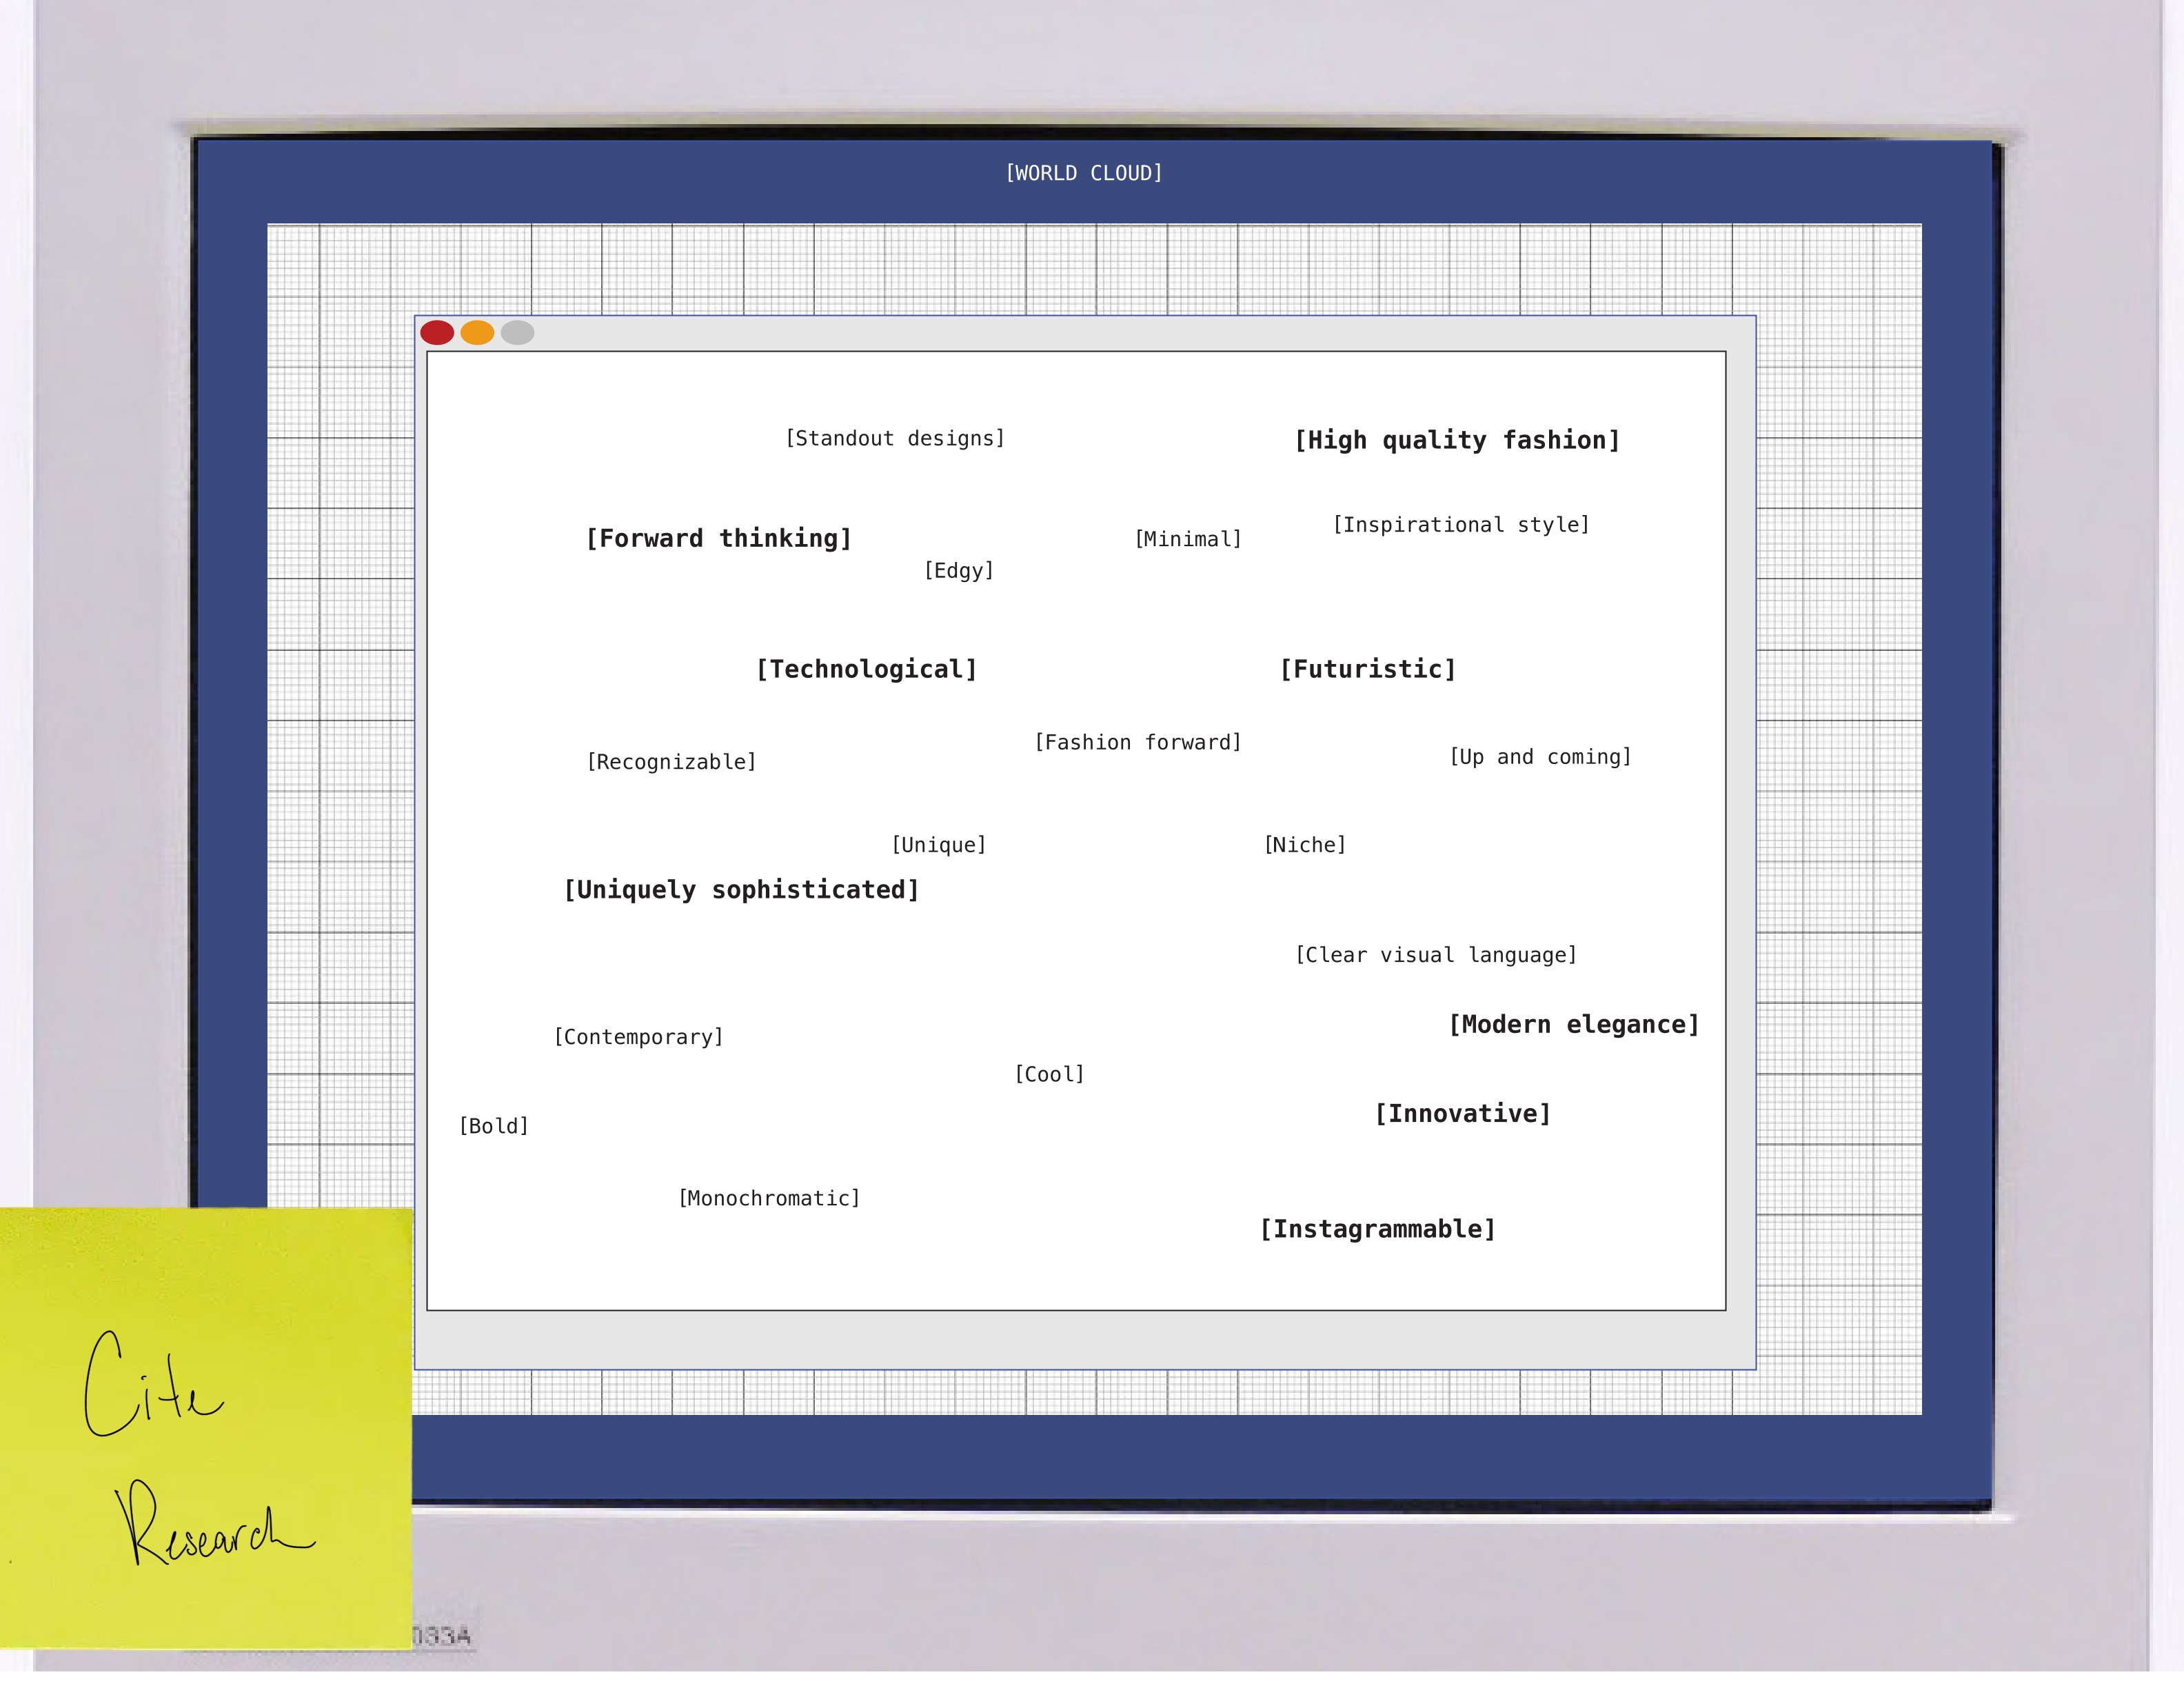 [WORLD CLOUD]
[Standout designs]
[High quality fashion]
[Inspirational style]
[Forward thinking]
[Minimal]
[Edgy]
[Technological]
[Futuristic]
[Fashion forward]
[Up and coming]
[Recognizable]
[Unique]
[Niche]
[Uniquely sophisticated]
[Clear visual language]
[Modern elegance]
[Contemporary]
[Cool]
[Innovative]
[Bold]
[Monochromatic]
[Instagrammable]
Cite
Research
033A